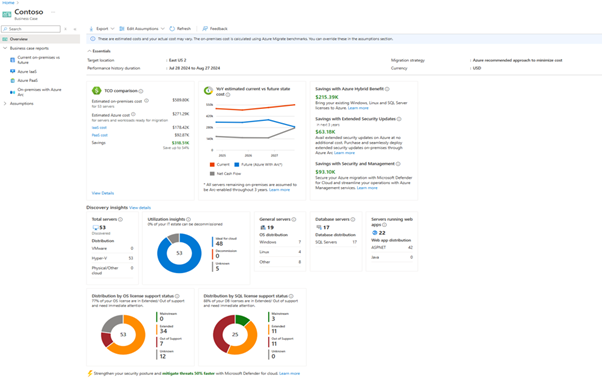 Home >
Contoso
Business Case
Search
Overview
Business case reports
Current on-premises vs future
Azure IaaS
Azure PaaS
On-premises with Azure Arc
Assumptions
Export Edit Assumptions Refresh Feedback
These are estimated costs and your actual cost may vary. The on-premises cost is calculated using Azure Migrate benchmarks. You can override these in the assumptions section.
Essentials
Target location : East US 2
Performance history duration : Jul 28 2024 to Aug 27 2024
Migration strategy : Azure recommended approach to minimize cost
Currency : USD
TCO comparison
Estimated on-premises cost $589.80K
for 53 servers
Estimated Azure cost
for servers and workloads ready for migration
IaaS cost $178.42K
PaaS cost $92.87K
Savings
View Details
YoY estimated current vs future state cost
2025 2026 2027
Current Future (Azure With Arc*)
Net Cash Flow
* All servers remaining on-premises are assumed to be Arc enabled throughout 3 years. Learn more
Savings with Azure Hybrid Benefit
$215.39K
Bring your existing Windows, Linux and SQL Server licenses to Azure. Learn more
Savings with Extended Security Updates
$63.18K
Avail extended security updates on Azure at no additional cost. Purchase and seamlessly deploy extended security updates on-premises through Azure Arc. Learn more
Savings with Security and Management
$93.10K
Secure your Azure migration with Microsoft Defender for Cloud and streamline your operations with Azure Management services. Learn more
Discovery insights View details
Total servers
53
Discovered
Distribution
VMware 0
Hyper-V 53
Physical/Other cloud 0
Utilization insights
0% of your IT estate can be decommissioned.
53
48
Decommission
0
Unknown
5
General servers
19
OS distribution
Windows 7
Linux 4
Other 8
Database servers
17
Database distribution
SQL Servers 17
Servers running web apps
22
Web app distribution
ASP.NET 42
Java 0
Distribution by OS license support status
77% of your OS licenses are in Extended/ Out of support and need immediate attention.
53
Mainstream
0
Extended
34
Out of Support
7
Unknown
12
Distribution by SQL license support status
88% of your DB licenses are in Extended/ Out of support and need immediate attention.
25
Mainstream
3
Extended
11
Out of Support
11
Unknown
0
Strengthen your security posture and mitigate threats 50% faster with Microsoft Defender for cloud. Learn more